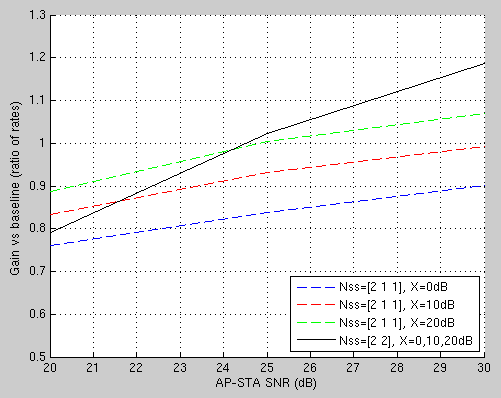 1.3
1.2
1.1
1
0.9
0.8
0.7
0.6
0.5
Gain vs baseline (ratio of rates)
20 21 22 23 24 25 26 27 28 29 30
AP-STA SNR (dB)
Nss=[2 1 1], X=0dB
Nss=[2 1 1], X=10dB
Nss=[2 1 1], X=20dB
Nss=[2 2], X=0,10,20dB